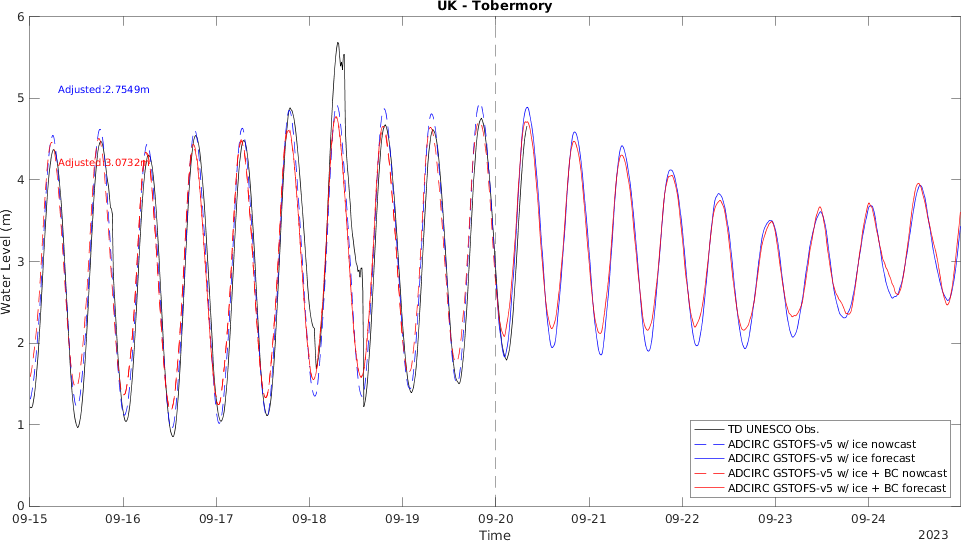 UK - Tobermory
6
5
4
3
2
1
0
Water Level (m)
Adjusted:2.7549m
Adjusted:3.0732m
TD UNESCO Obs.
ADCIRC GSTOFS-v5 w/ ice nowcast
ADCIRC GSTOFS-v5 w/ ice forecast
ADCIRC GSTOFS-v5 w/ ice + BC nowcast
ADCIRC GSTOFS-v5 w/ ice + BC forecast
09-15 09-16 09-17 09-18 09-19 09-20 09-21 09-22 09-23 09-24
Time
2023